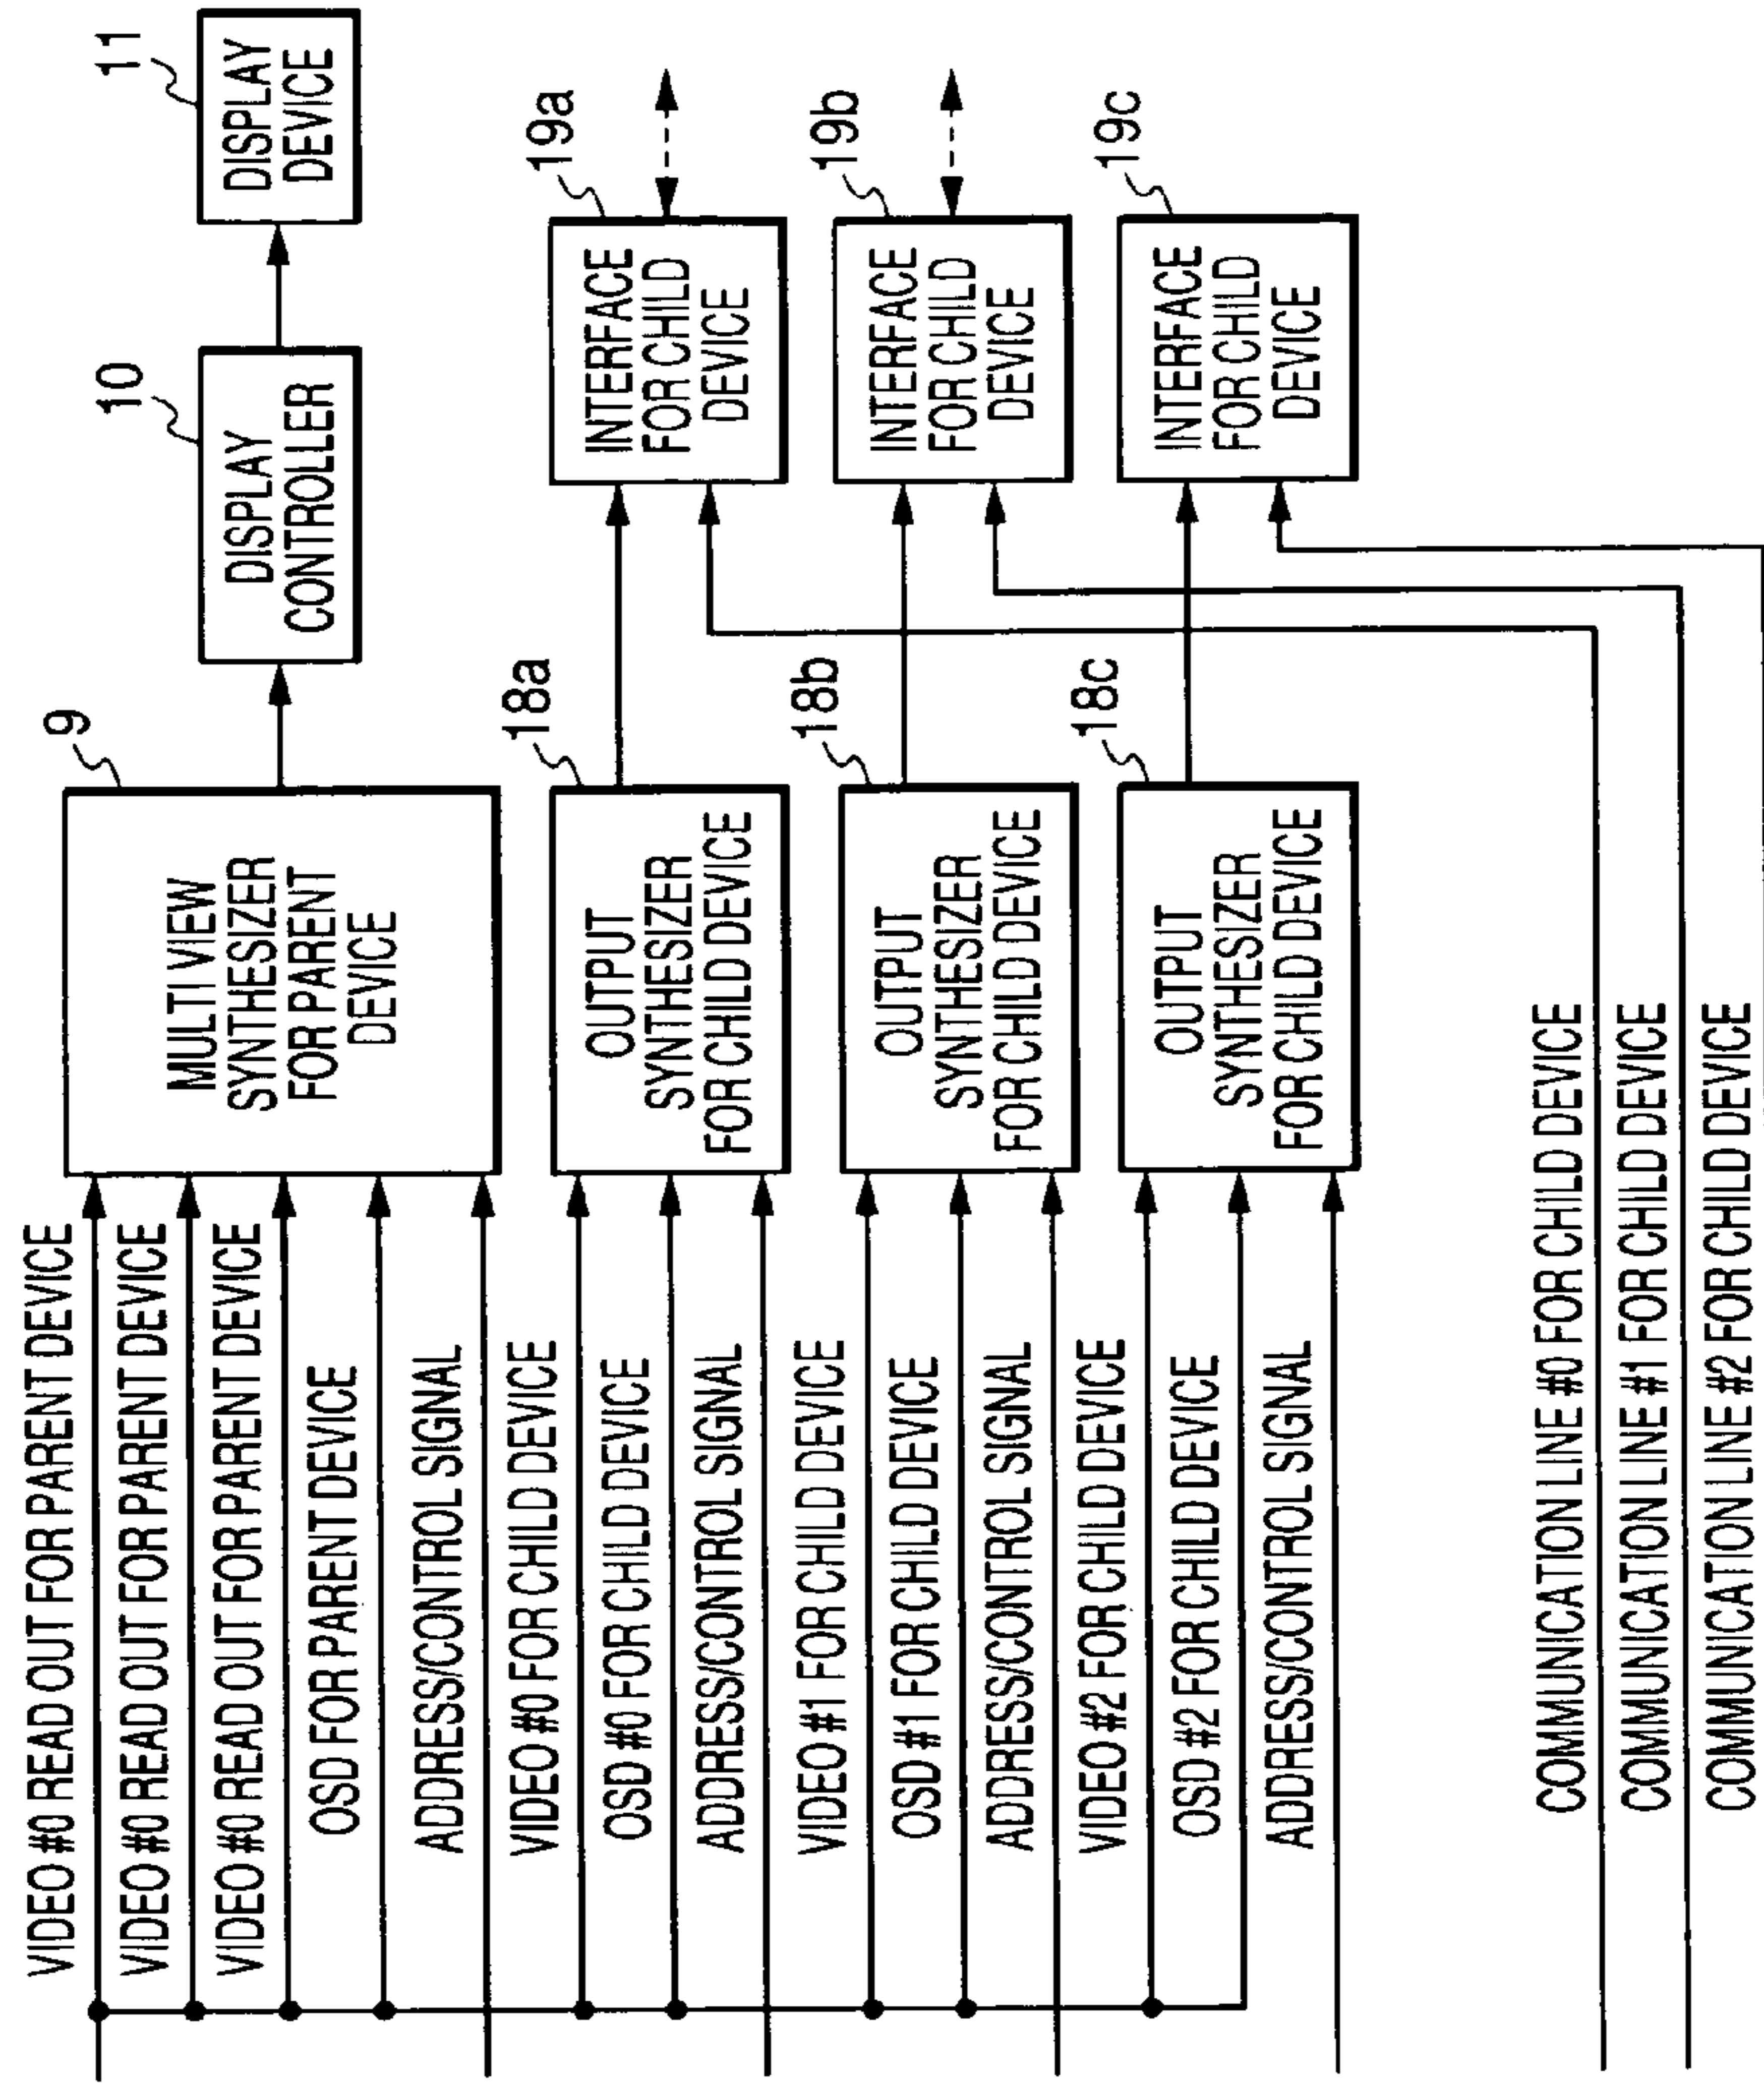 VIDEO #0 READ OUT FOR PARENT DEVICE
VIDEO #0 READ OUT FOR PARENT DEVICE
VIDEO #0 READ OUT FOR PARENT DEVICE
OSD FOR PARENT DEVICE
ADDRESS/CONTROL SIGNAL
9
MULTI VIEW
SYNTHESIZER
FOR PARENT
DEVICE
10
DISPLAY
CONTROLLER
11
DISPLAY
DEVICE
VIDEO #0 FOR CHILD DEVICE
OSD #0 FOR CHILD DEVICE
ADDRESS/CONTROL SIGNAL
18a
OUTPUT
SYNTHESIZER
FOR CHILD DEVICE
19a
INTERFACE
FOR CHILD
DEVICE
VIDEO #1 FOR CHILD DEVICE
OSD #1 FOR CHILD DEVICE
ADDRESS/CONTROL SIGNAL
18b
OUTPUT
SYNTHESIZER
FOR CHILD DEVICE
19b
INTERFACE
FOR CHILD
DEVICE
VIDEO #2 FOR CHILD DEVICE
OSD #2 FOR CHILD DEVICE
ADDRESS/CONTROL SIGNAL
18c
OUTPUT
SYNTHESIZER
FOR CHILD DEVICE
19c
INTERFACE
FOR CHILD
DEVICE
COMMUNICATION LINE #0 FOR CHILD DEVICE
COMMUNICATION LINE #1 FOR CHILD DEVICE
COMMUNICATION LINE #2 FOR CHILD DEVICE